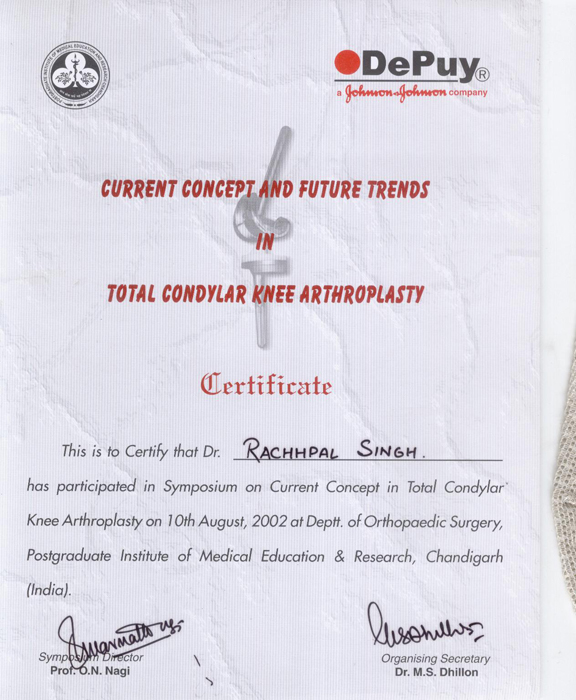 DePuy®
a Johnson & Johnson company
CURRENT CONCEPT AND FUTURE TRENDS
IN
TOTAL CONDYLAR KNEE ARTHROPLASTY
Certificate
This is to Certify that Dr. RACHHPAL SINGH.
has participated in Symposium on Current Concept in Total Condylar
Knee Arthroplasty on 10th August, 2002 at Deptt. of Orthopaedic Surgery,
Postgraduate Institute of Medical Education & Research, Chandigarh
(India).
Symposium Director
Prof. O.N. Nagi
Organising Secretary
Dr. M.S. Dhillon